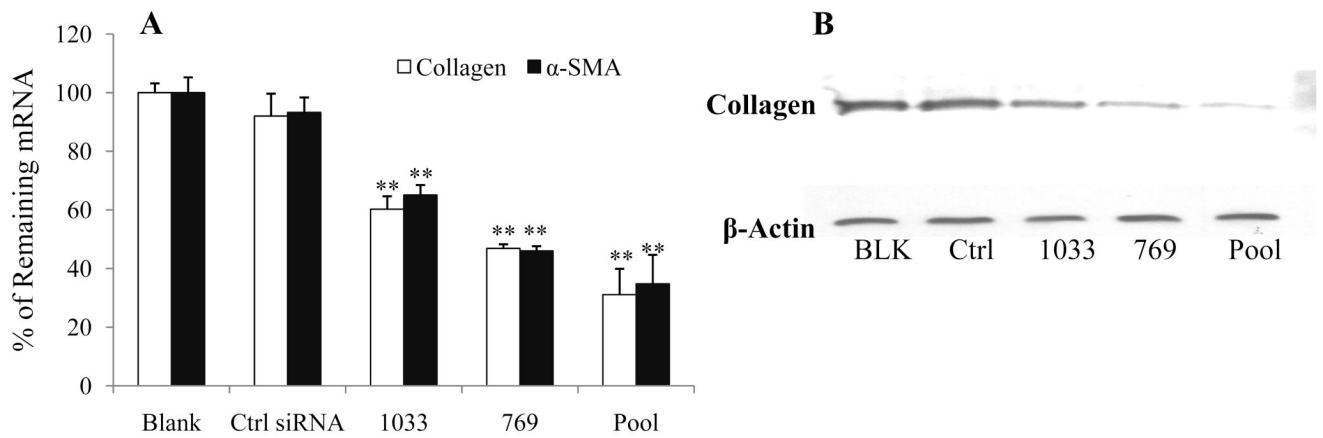 A
% of Remaining mRNA
120
100
80
60
40
20
0
Collagen
α-SMA
**
**
**
**
**
**
Blank
Ctrl siRNA
1033
769
Pool
B
Collagen
β-Actin
BLK
Ctrl
1033
769
Pool